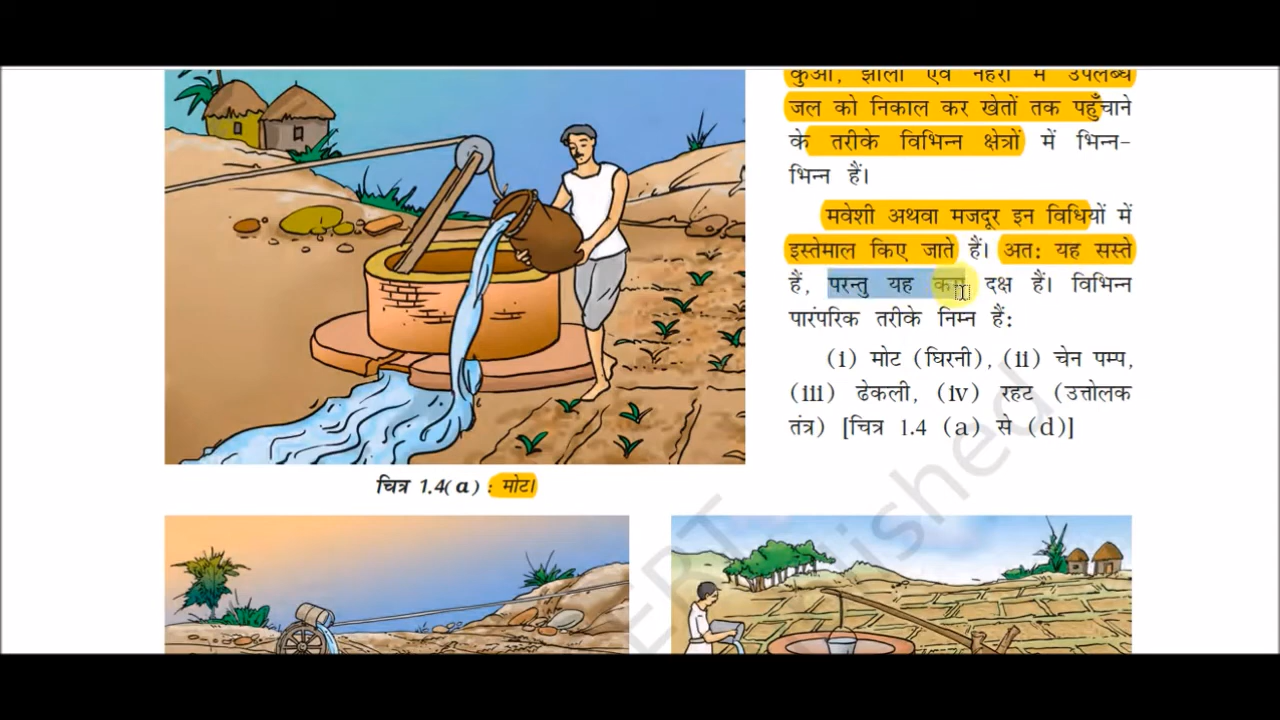 कुओं, झीलों एवं नहरों में उपलब्ध
जल को निकाल कर खेतों तक पहुँचाने
के तरीके विभिन्न क्षेत्रों में भिन्न-
भिन्न हैं।
मवेशी अथवा मजदूर इन विधियों में
इस्तेमाल किए जाते हैं। अतः यह सस्ते
हैं, परन्तु यह कम दक्ष हैं। विभिन्न
पारंपरिक तरीके निम्न हैं:
(i) मोट (घिरनी), (ii) चेन पम्प,
(iii) ढेकली, (iv) रहट (उत्तोलक
तंत्र) [चित्र 1.4 (a) से (d)]
चित्र 1.4(a) : मोट।